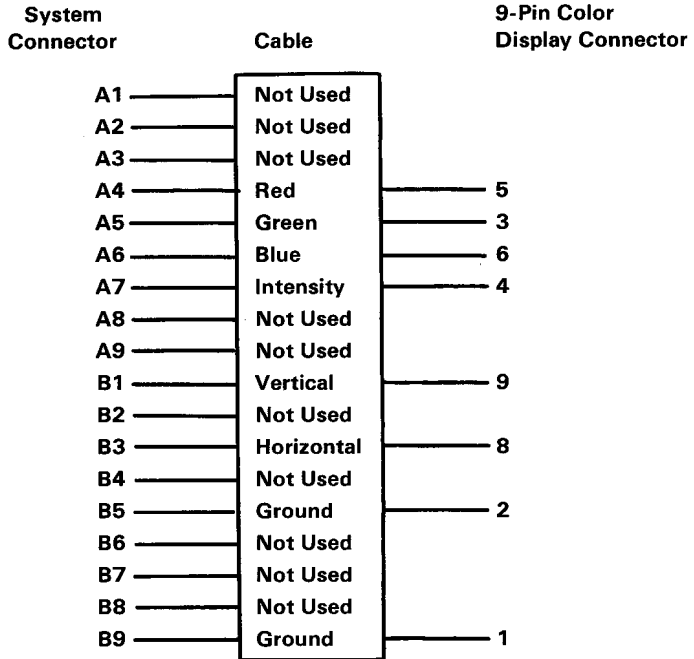 System
Connector
Cable
9-Pin Color
Display Connector
A1 Not Used
A2 Not Used
A3 Not Used
A4 Red 5
A5 Green 3
A6 Blue 6
A7 Intensity 4
A8 Not Used
A9 Not Used
B1 Vertical 9
B2 Not Used
B3 Horizontal 8
B4 Not Used
B5 Ground 2
B6 Not Used
B7 Not Used
B8 Not Used
B9 Ground 1